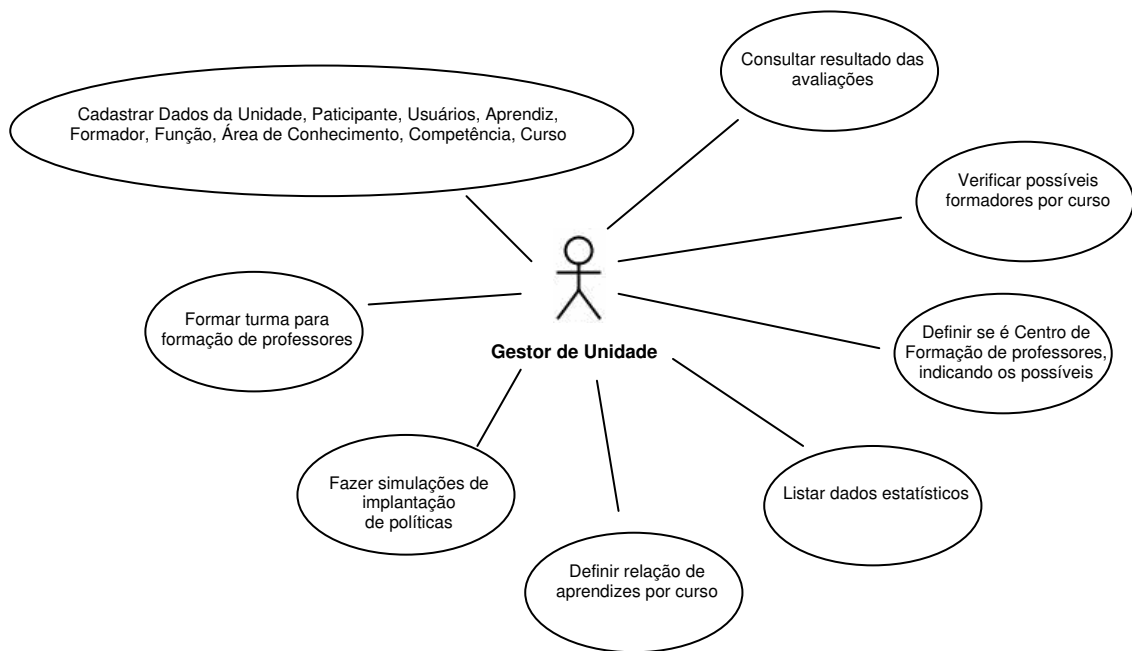 Consultar resultado das
avaliações
Cadastrar Dados da Unidade, Paticipante, Usuários, Aprendiz,
Formador, Função, Área de Conhecimento, Competência, Curso
Verificar possíveis
formadores por curso
Formar turma para
formação de professores
Gestor de Unidade
Definir se é Centro de
Formação de professores,
indicando os possíveis
Fazer simulações de
implantação
de políticas
Listar dados estatísticos
Definir relação de
aprendizes por curso